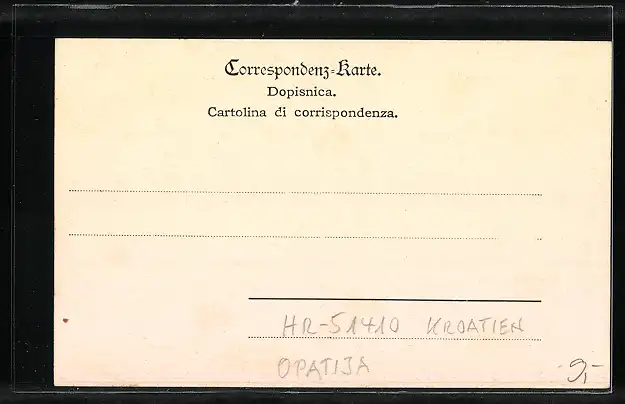 Correspondenz-Karte.
Dopisnica.
Cartolina di corrispondenza.
HR-51410 KROATIEN
OPATIJA
9,-